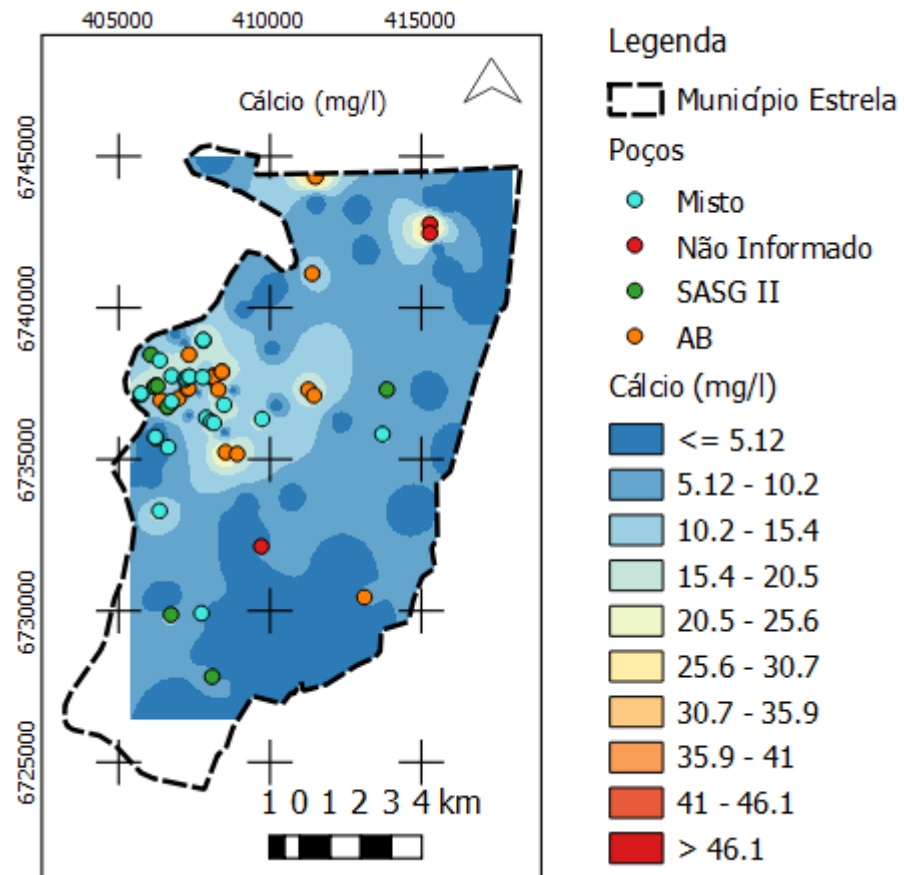 405000 410000 415000
Cálcio (mg/l)
6745000
6740000
6735000
6730000
6725000
1 0 1 2 3 4 km
Legenda
Município Estrela
Poços
Misto
Não Informado
SASG II
AB
Cálcio (mg/l)
<= 5.12
5.12 - 10.2
10.2 - 15.4
15.4 - 20.5
20.5 - 25.6
25.6 - 30.7
30.7 - 35.9
35.9 - 41
41 - 46.1
> 46.1